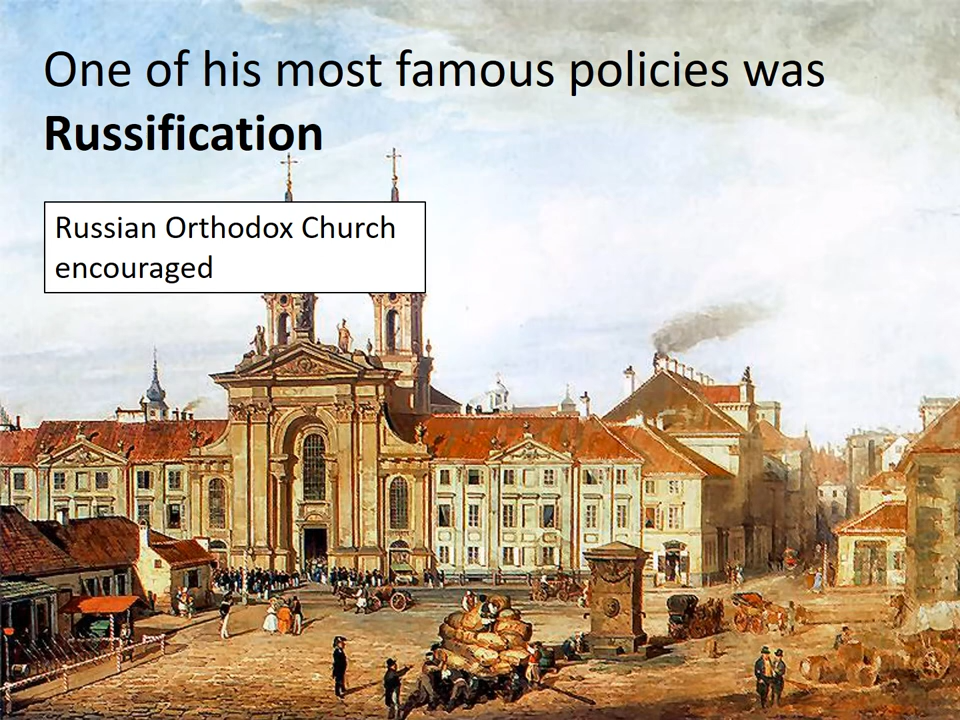 One of his most famous policies was
Russification
Russian Orthodox Church
encouraged